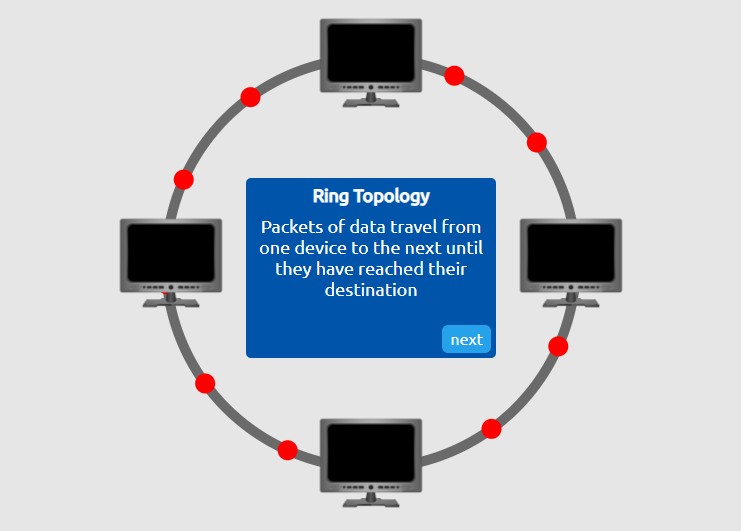 Ring Topology
Packets of data travel from
one device to the next until
they have reached their
destination
next